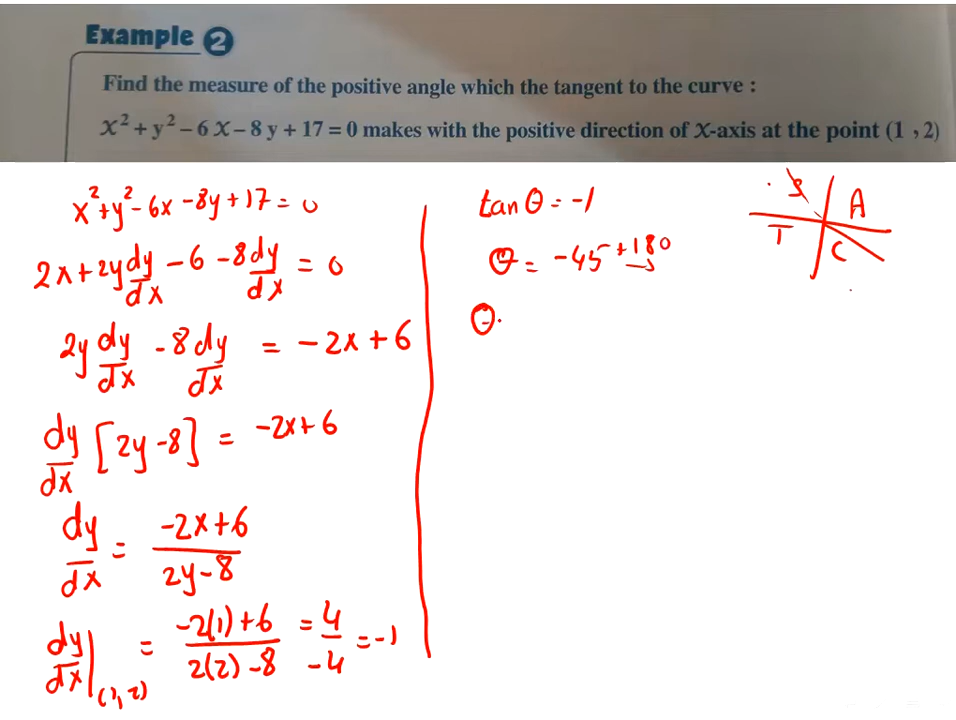 Example 2
Find the measure of the positive angle which the tangent to the curve :
x² + y² – 6 x – 8 y + 17 = 0 makes with the positive direction of x-axis at the point (1 , 2)
x²+y²-6x-8y+17=0
2x+2y dy/dx -6 -8 dy/dx = 0
2y dy/dx -8 dy/dx = -2x+6
dy/dx [2y-8] = -2x+6
dy/dx = (-2x+6)/(2y-8)
dy/dx|(1,2) = (-2(1)+6)/(2(2)-8) = 4/-4 = -1
tan θ = -1
θ = -45 +180
θ
S A
T C